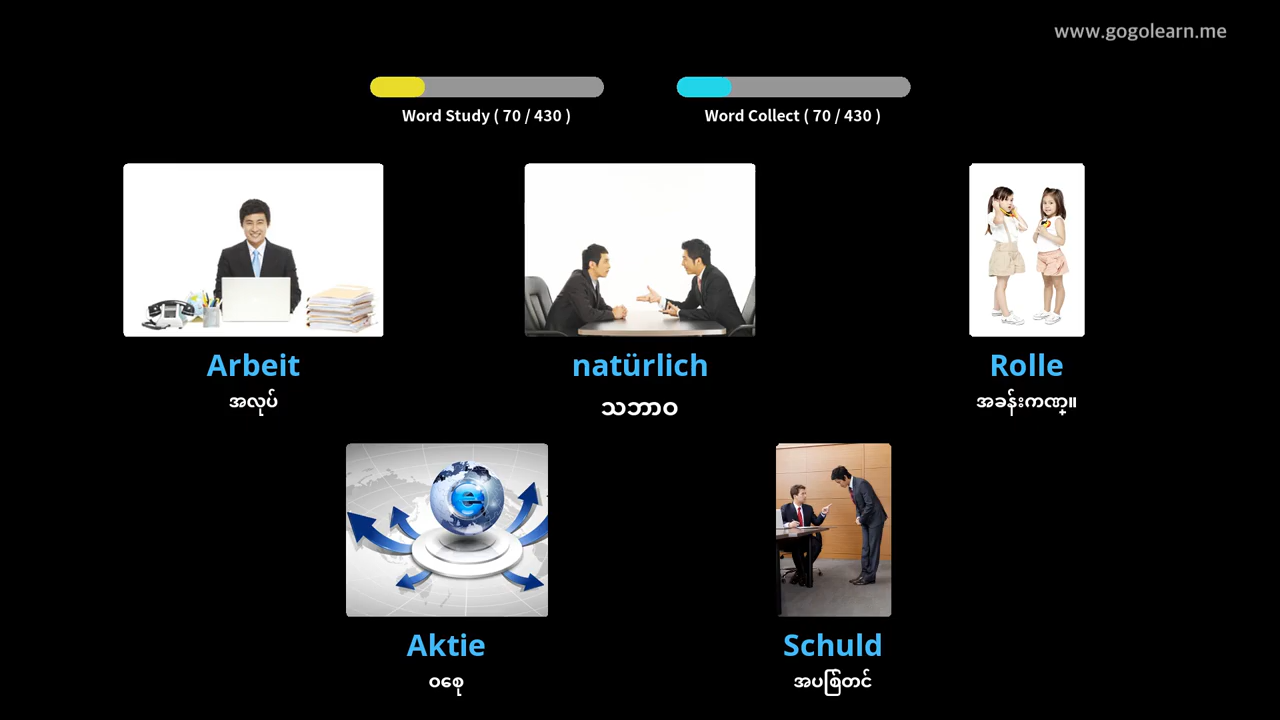 www.gogolearn.me
Word Study ( 70 / 430 )
Word Collect ( 70 / 430 )
Arbeit
natürlich
Rolle
အလုပ်
သဘာဝ
အခန်းကဏ္။
Aktie
Schuld
ဝစေု
အပစ်တြင်